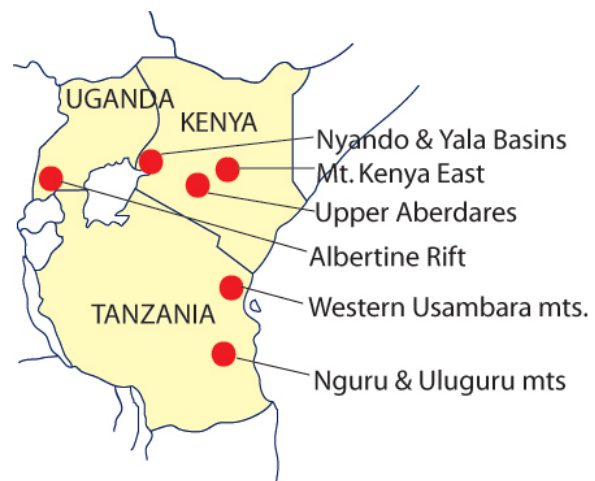 UGANDA
KENYA
Nyando & Yala Basins
Mt. Kenya East
Upper Aberdares
Albertine Rift
Western Usambara mts.
TANZANIA
Nguru & Uluguru mts